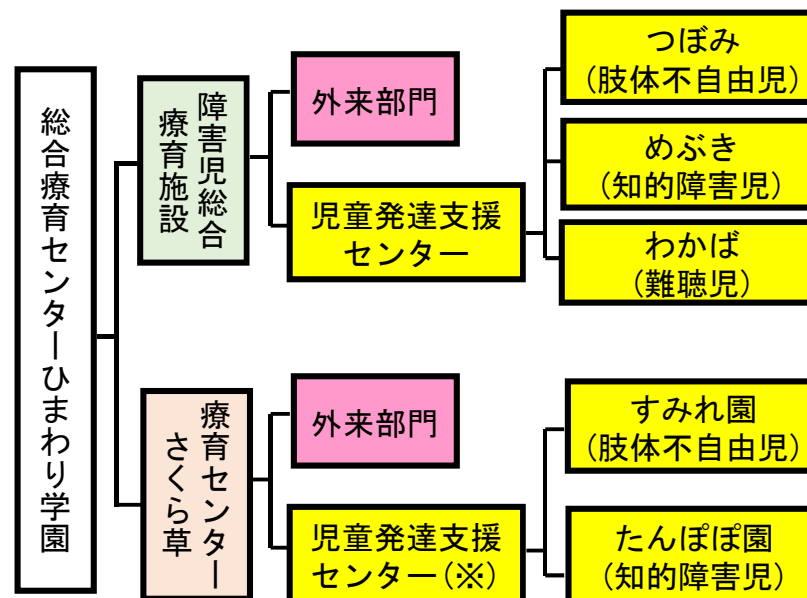 総合療育センターひまわり学園
障害児総合
療育施設
外来部門
児童発達支援
センター
つぼみ
(肢体不自由児)
めぶき
(知的障害児)
わかば
(難聴児)
療育センター
さくら草
外来部門
児童発達支援
センター(※)
すみれ園
(肢体不自由児)
たんぽぽ園
(知的障害児)